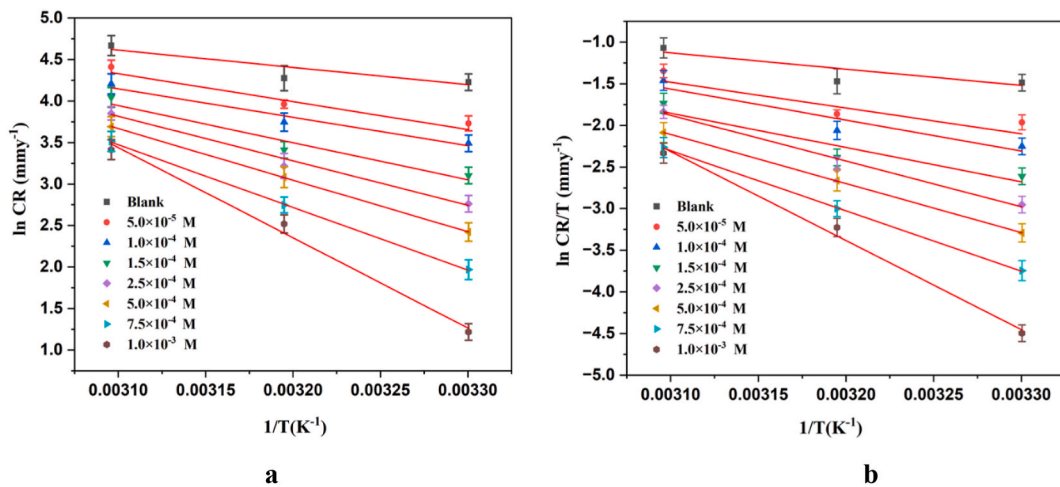 ln CR (mmy⁻¹)
5.0
4.5
4.0
3.5
3.0
2.5
2.0
1.5
1.0
Blank
5.0×10⁻⁵ M
1.0×10⁻⁴ M
1.5×10⁻⁴ M
2.5×10⁻⁴ M
5.0×10⁻⁴ M
7.5×10⁻⁴ M
1.0×10⁻³ M
0.00310 0.00315 0.00320 0.00325 0.00330
1/T(K⁻¹)
a
ln CR/T (mmy⁻¹)
−1.0
−1.5
−2.0
−2.5
−3.0
−3.5
−4.0
−4.5
−5.0
Blank
5.0×10⁻⁵ M
1.0×10⁻⁴ M
1.5×10⁻⁴ M
2.5×10⁻⁴ M
5.0×10⁻⁴ M
7.5×10⁻⁴ M
1.0×10⁻³ M
0.00310 0.00315 0.00320 0.00325 0.00330
1/T(K⁻¹)
b